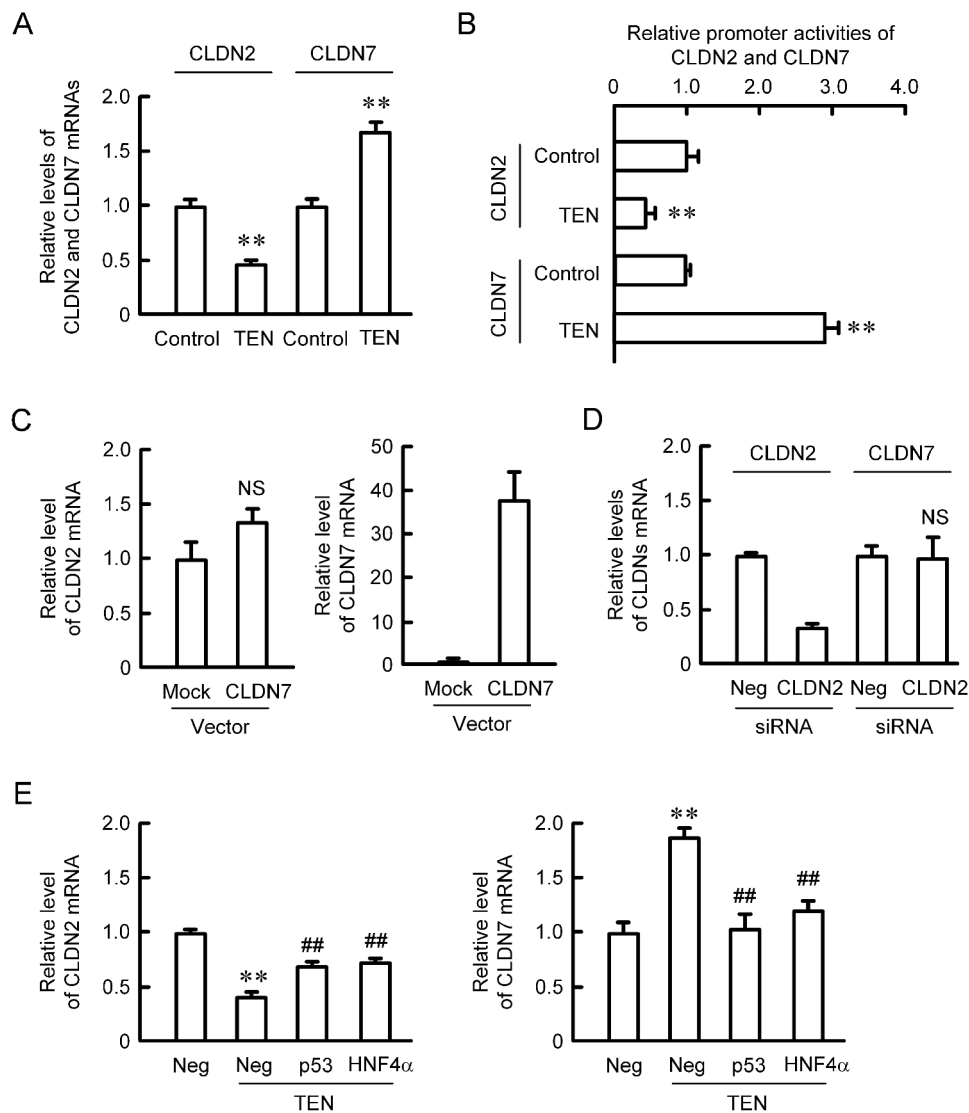 A
CLDN2 CLDN7
Relative levels of
CLDN2 and CLDN7 mRNAs
2.0
1.5
1.0
0.5
0
**
**
Control TEN Control TEN
B
Relative promoter activities of
CLDN2 and CLDN7
0 1.0 2.0 3.0 4.0
CLDN2
Control
TEN **
CLDN7
Control
TEN **
C
Relative level
of CLDN2 mRNA
2.0
1.5
1.0
0.5
0
NS
Mock CLDN7
Vector
Relative level
of CLDN7 mRNA
50
40
30
20
10
0
Mock CLDN7
Vector
D
Relative levels
of CLDNs mRNA
2.0
1.5
1.0
0.5
0
CLDN2 CLDN7
NS
Neg CLDN2 Neg CLDN2
siRNA siRNA
E
Relative level
of CLDN2 mRNA
2.0
1.5
1.0
0.5
0
** ## ##
Neg Neg p53 HNF4α
TEN
Relative level
of CLDN7 mRNA
2.0
1.5
1.0
0.5
0
** ## ##
Neg Neg p53 HNF4α
TEN